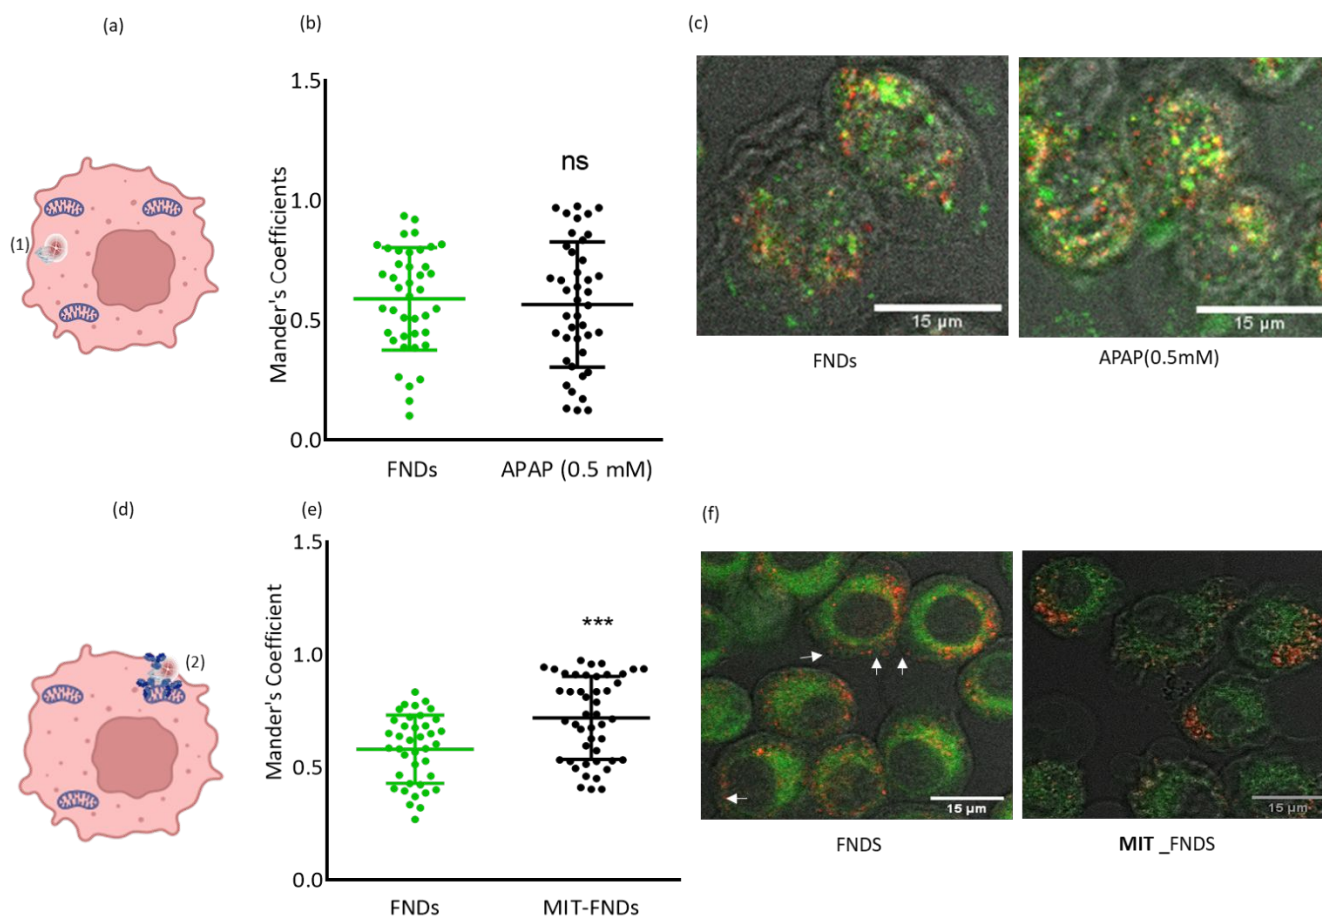 (a)
(b)
(c)
1.5
1.0
0.5
0.0
Mander's Coefficients
ns
FNDs
APAP (0.5 mM)
(1)
15 μm
15 μm
FNDs
APAP(0.5mM)
(d)
(e)
(f)
1.5
1.0
0.5
0.0
Mander's Coefficient
***
FNDs
MIT-FNDs
(2)
15 μm
15 μm
FNDS
MIT _FNDS